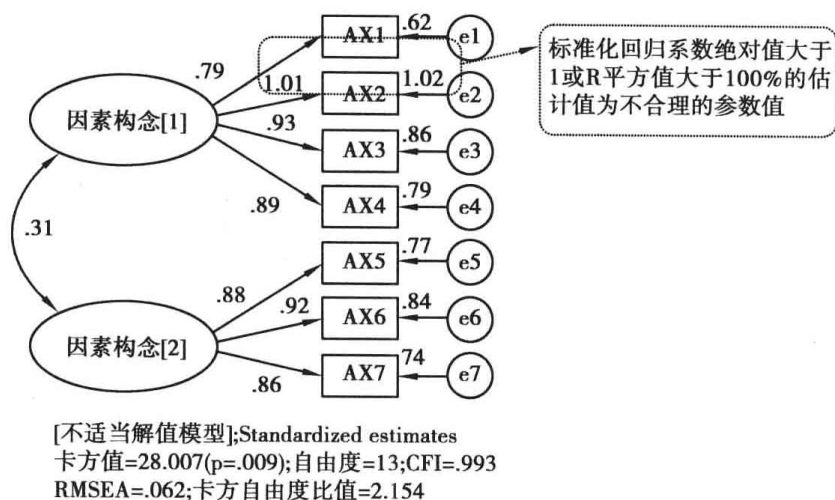 AX1
.62
e1
.79
1.01
AX2
1.02
e2
标准化回归系数绝对值大于
1或R平方值大于100%的估
计值为不合理的参数值
因素构念[1]
.93
AX3
.86
e3
.89
AX4
.79
e4
.31
AX5
.77
e5
.88
.92
AX6
.84
e6
因素构念[2]
.86
AX7
74
e7
[不适当解值模型];Standardized estimates
卡方值=28.007(p=.009);自由度=13;CFI=.993
RMSEA=.062;卡方自由度比值=2.154